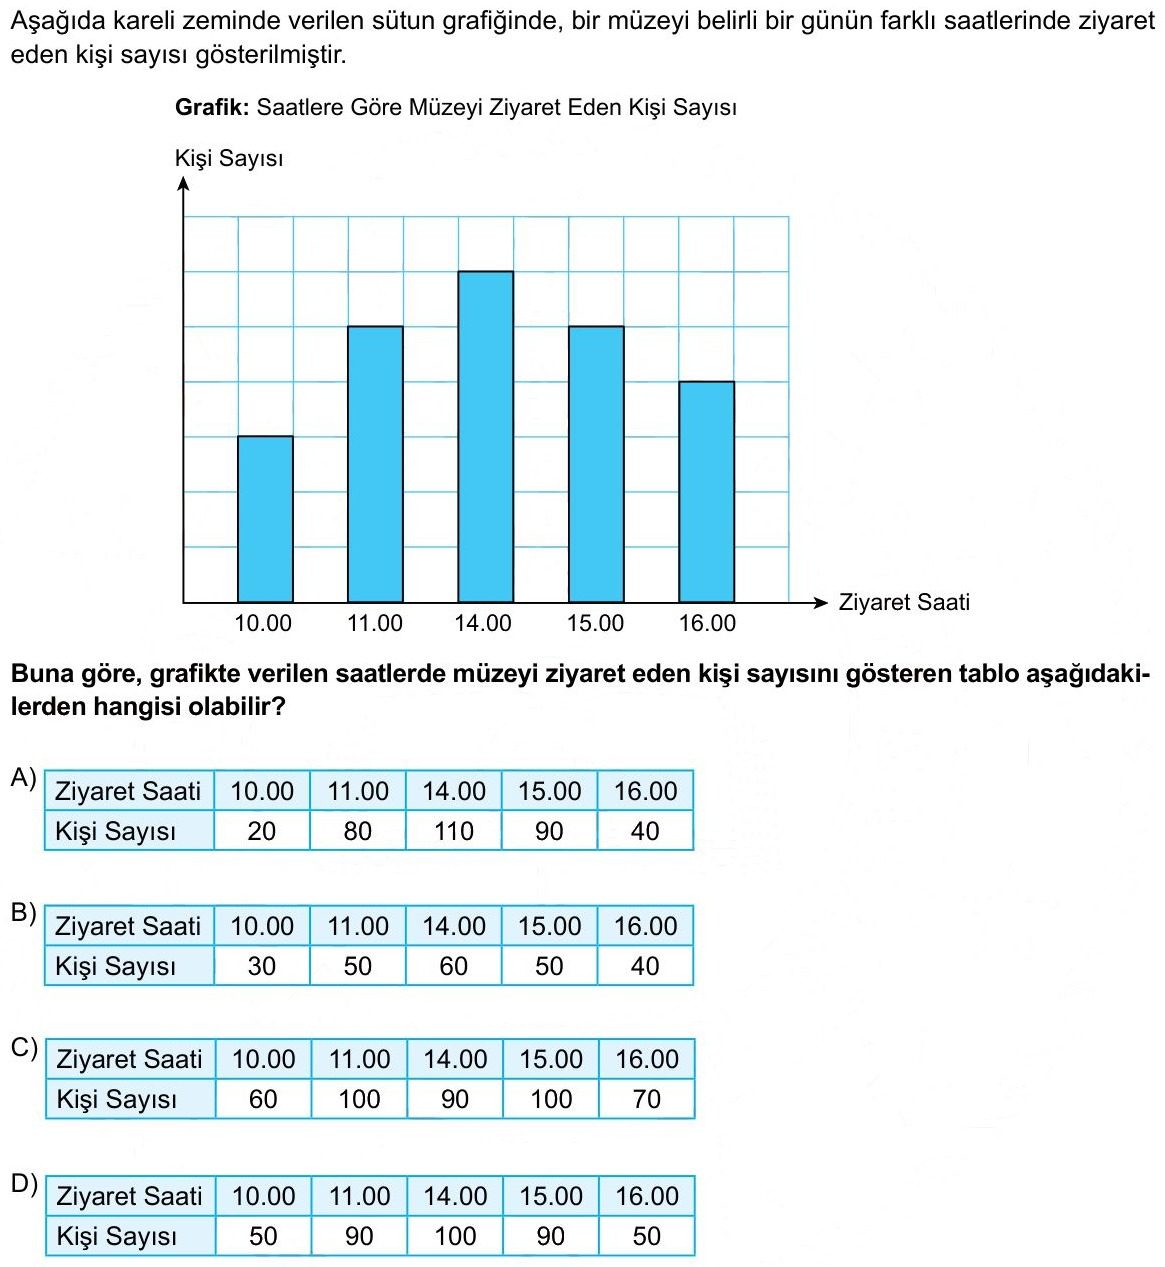 Aşağıda kareli zeminde verilen sütun grafiğinde, bir müzeyi belirli bir günün farklı saatlerinde ziyaret
eden kişi sayısı gösterilmiştir.
Grafik: Saatlere Göre Müzeyi Ziyaret Eden Kişi Sayısı
Kişi Sayısı
Ziyaret Saati
10.00 11.00 14.00 15.00 16.00
Buna göre, grafikte verilen saatlerde müzeyi ziyaret eden kişi sayısını gösteren tablo aşağıdaki-
lerden hangisi olabilir?
A) Ziyaret Saati 10.00 11.00 14.00 15.00 16.00
Kişi Sayısı 20 80 110 90 40
B) Ziyaret Saati 10.00 11.00 14.00 15.00 16.00
Kişi Sayısı 30 50 60 50 40
C) Ziyaret Saati 10.00 11.00 14.00 15.00 16.00
Kişi Sayısı 60 100 90 100 70
D) Ziyaret Saati 10.00 11.00 14.00 15.00 16.00
Kişi Sayısı 50 90 100 90 50